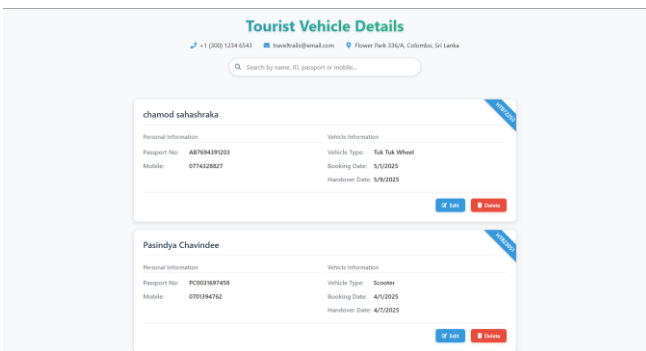 Tourist Vehicle Details
+1 (300) 1234 6543 traveltrails@email.com Flower Park 336/A, Colombo, Sri Lanka
Search by name, ID, passport or mobile...
chamod sahashraka
Personal Information Vehicle Information
Passport No: AB7694391203 Vehicle Type: Tuk Tuk Wheel
Mobile: 0774328827 Booking Date: 5/1/2025
Handover Date: 5/9/2025
Edit Delete
Pasindya Chavindee
Personal Information Vehicle Information
Passport No: PC0031697458 Vehicle Type: Scooter
Mobile: 0701394762 Booking Date: 4/1/2025
Handover Date: 4/7/2025
Edit Delete